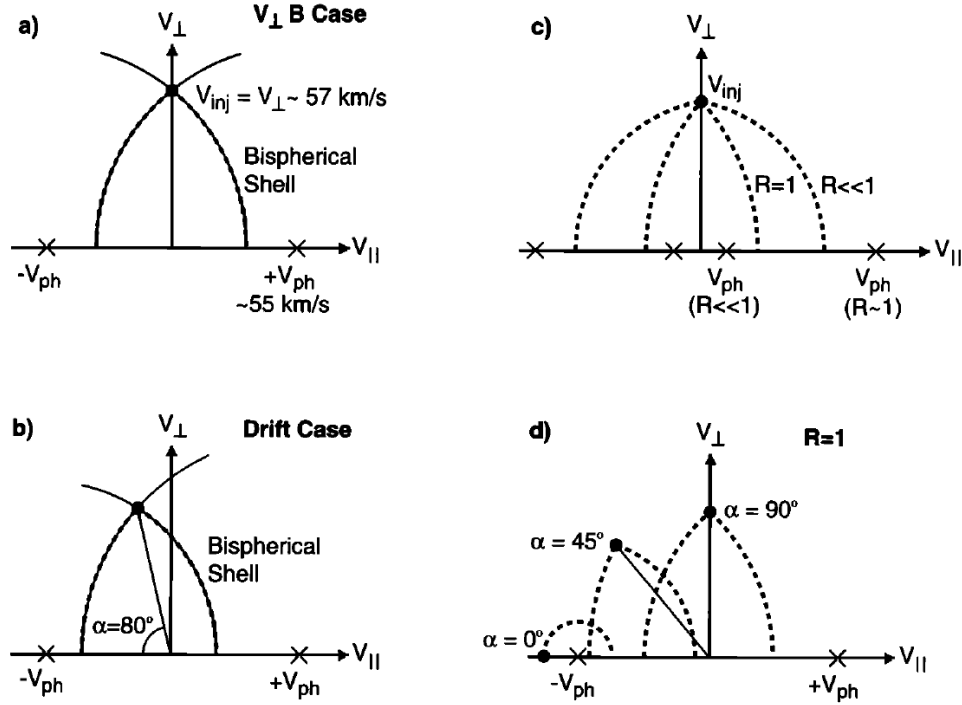 a)
V⊥ B Case
V⊥
Vinj = V⊥ ~ 57 km/s
Bispherical
Shell
V||
-Vph
+Vph
~55 km/s
c)
V⊥
Vinj
R=1
R<<1
V||
Vph
(R<<1)
Vph
(R~1)
b)
Drift Case
V⊥
Bispherical
Shell
α=80°
V||
-Vph
+Vph
d)
R=1
V⊥
α = 90°
α = 45°
α = 0°
V||
-Vph
+Vph